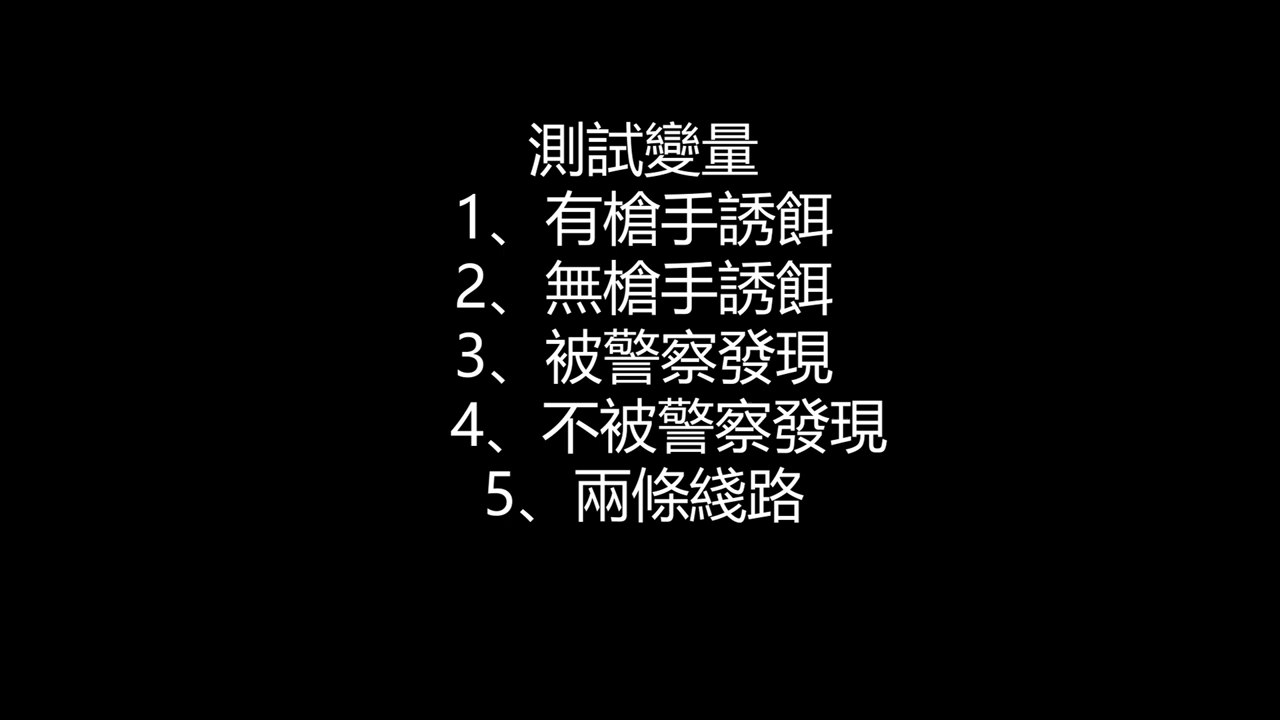 測試變量
1、有槍手誘餌
2、無槍手誘餌
3、被警察發現
4、不被警察發現
5、兩條綫路